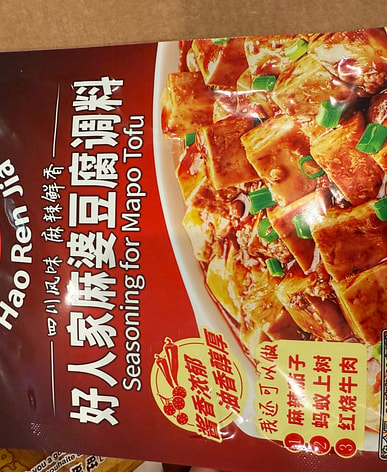 Hao Ren Jia
四川风味 麻辣鲜香
好人家麻婆豆腐调料
Seasoning for Mapo Tofu
酱香浓郁
油香醇厚
我还可以做
1 麻辣茄子
2 蚂蚁上树
3 红烧牛肉